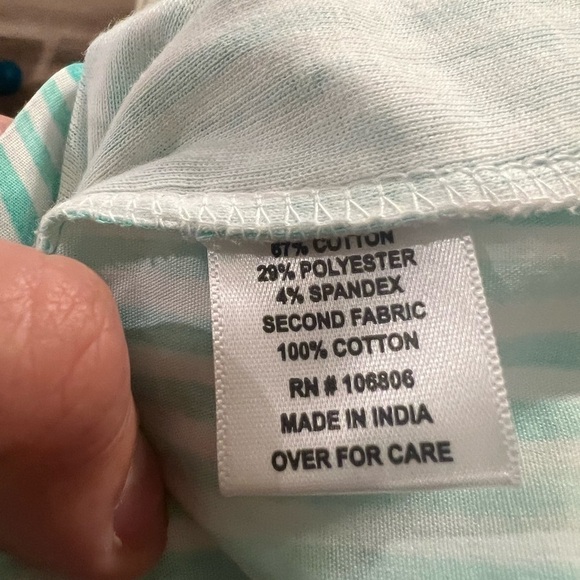 67% COTTON
29% POLYESTER
4% SPANDEX
SECOND FABRIC
100% COTTON
RN # 106806
MADE IN INDIA
OVER FOR CARE